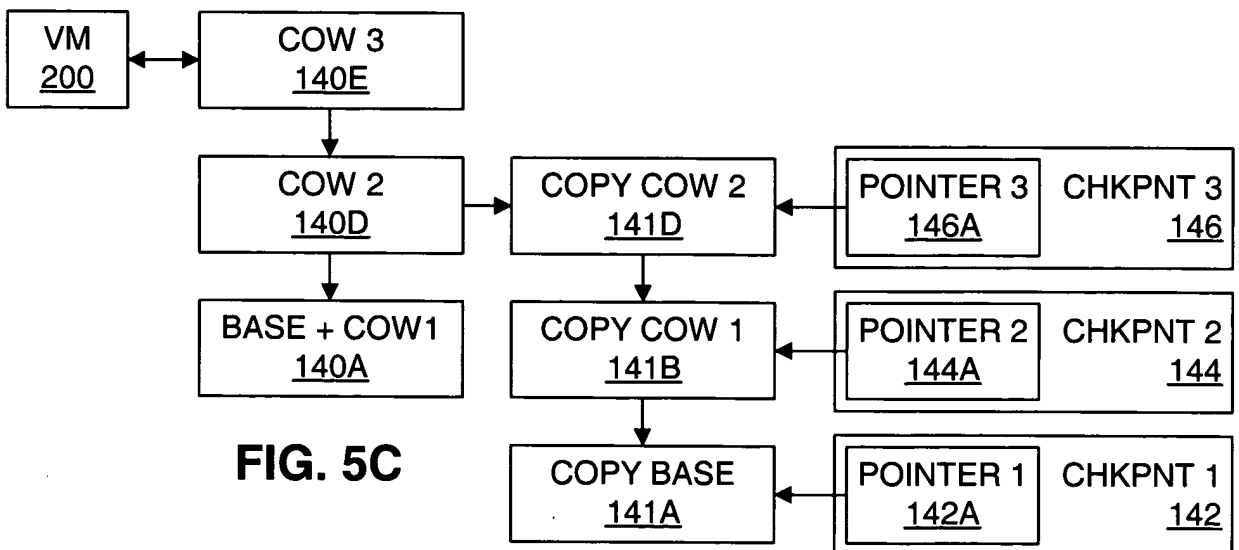 VM
200
COW 3
140E
COW 2
140D
COPY COW 2
141D
POINTER 3
146A
CHKPNT 3
146
BASE + COW1
140A
COPY COW 1
141B
POINTER 2
144A
CHKPNT 2
144
FIG. 5C
COPY BASE
141A
POINTER 1
142A
CHKPNT 1
142